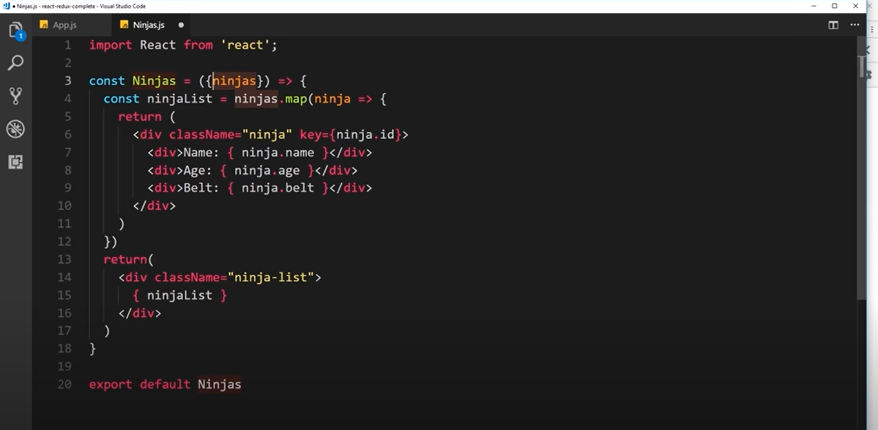 Ninjas.js - react-redux-complete - Visual Studio Code
App.js
Ninjas.js
1
1 import React from 'react';
2
3 const Ninjas = ({ninjas}) => {
4 const ninjaList = ninjas.map(ninja => {
5 return (
6 <div className="ninja" key={ninja.id}>
7 <div>Name: { ninja.name }</div>
8 <div>Age: { ninja.age }</div>
9 <div>Belt: { ninja.belt }</div>
10 </div>
11 )
12 })
13 return(
14 <div className="ninja-list">
15 { ninjaList }
16 </div>
17 )
18 }
19
20 export default Ninjas